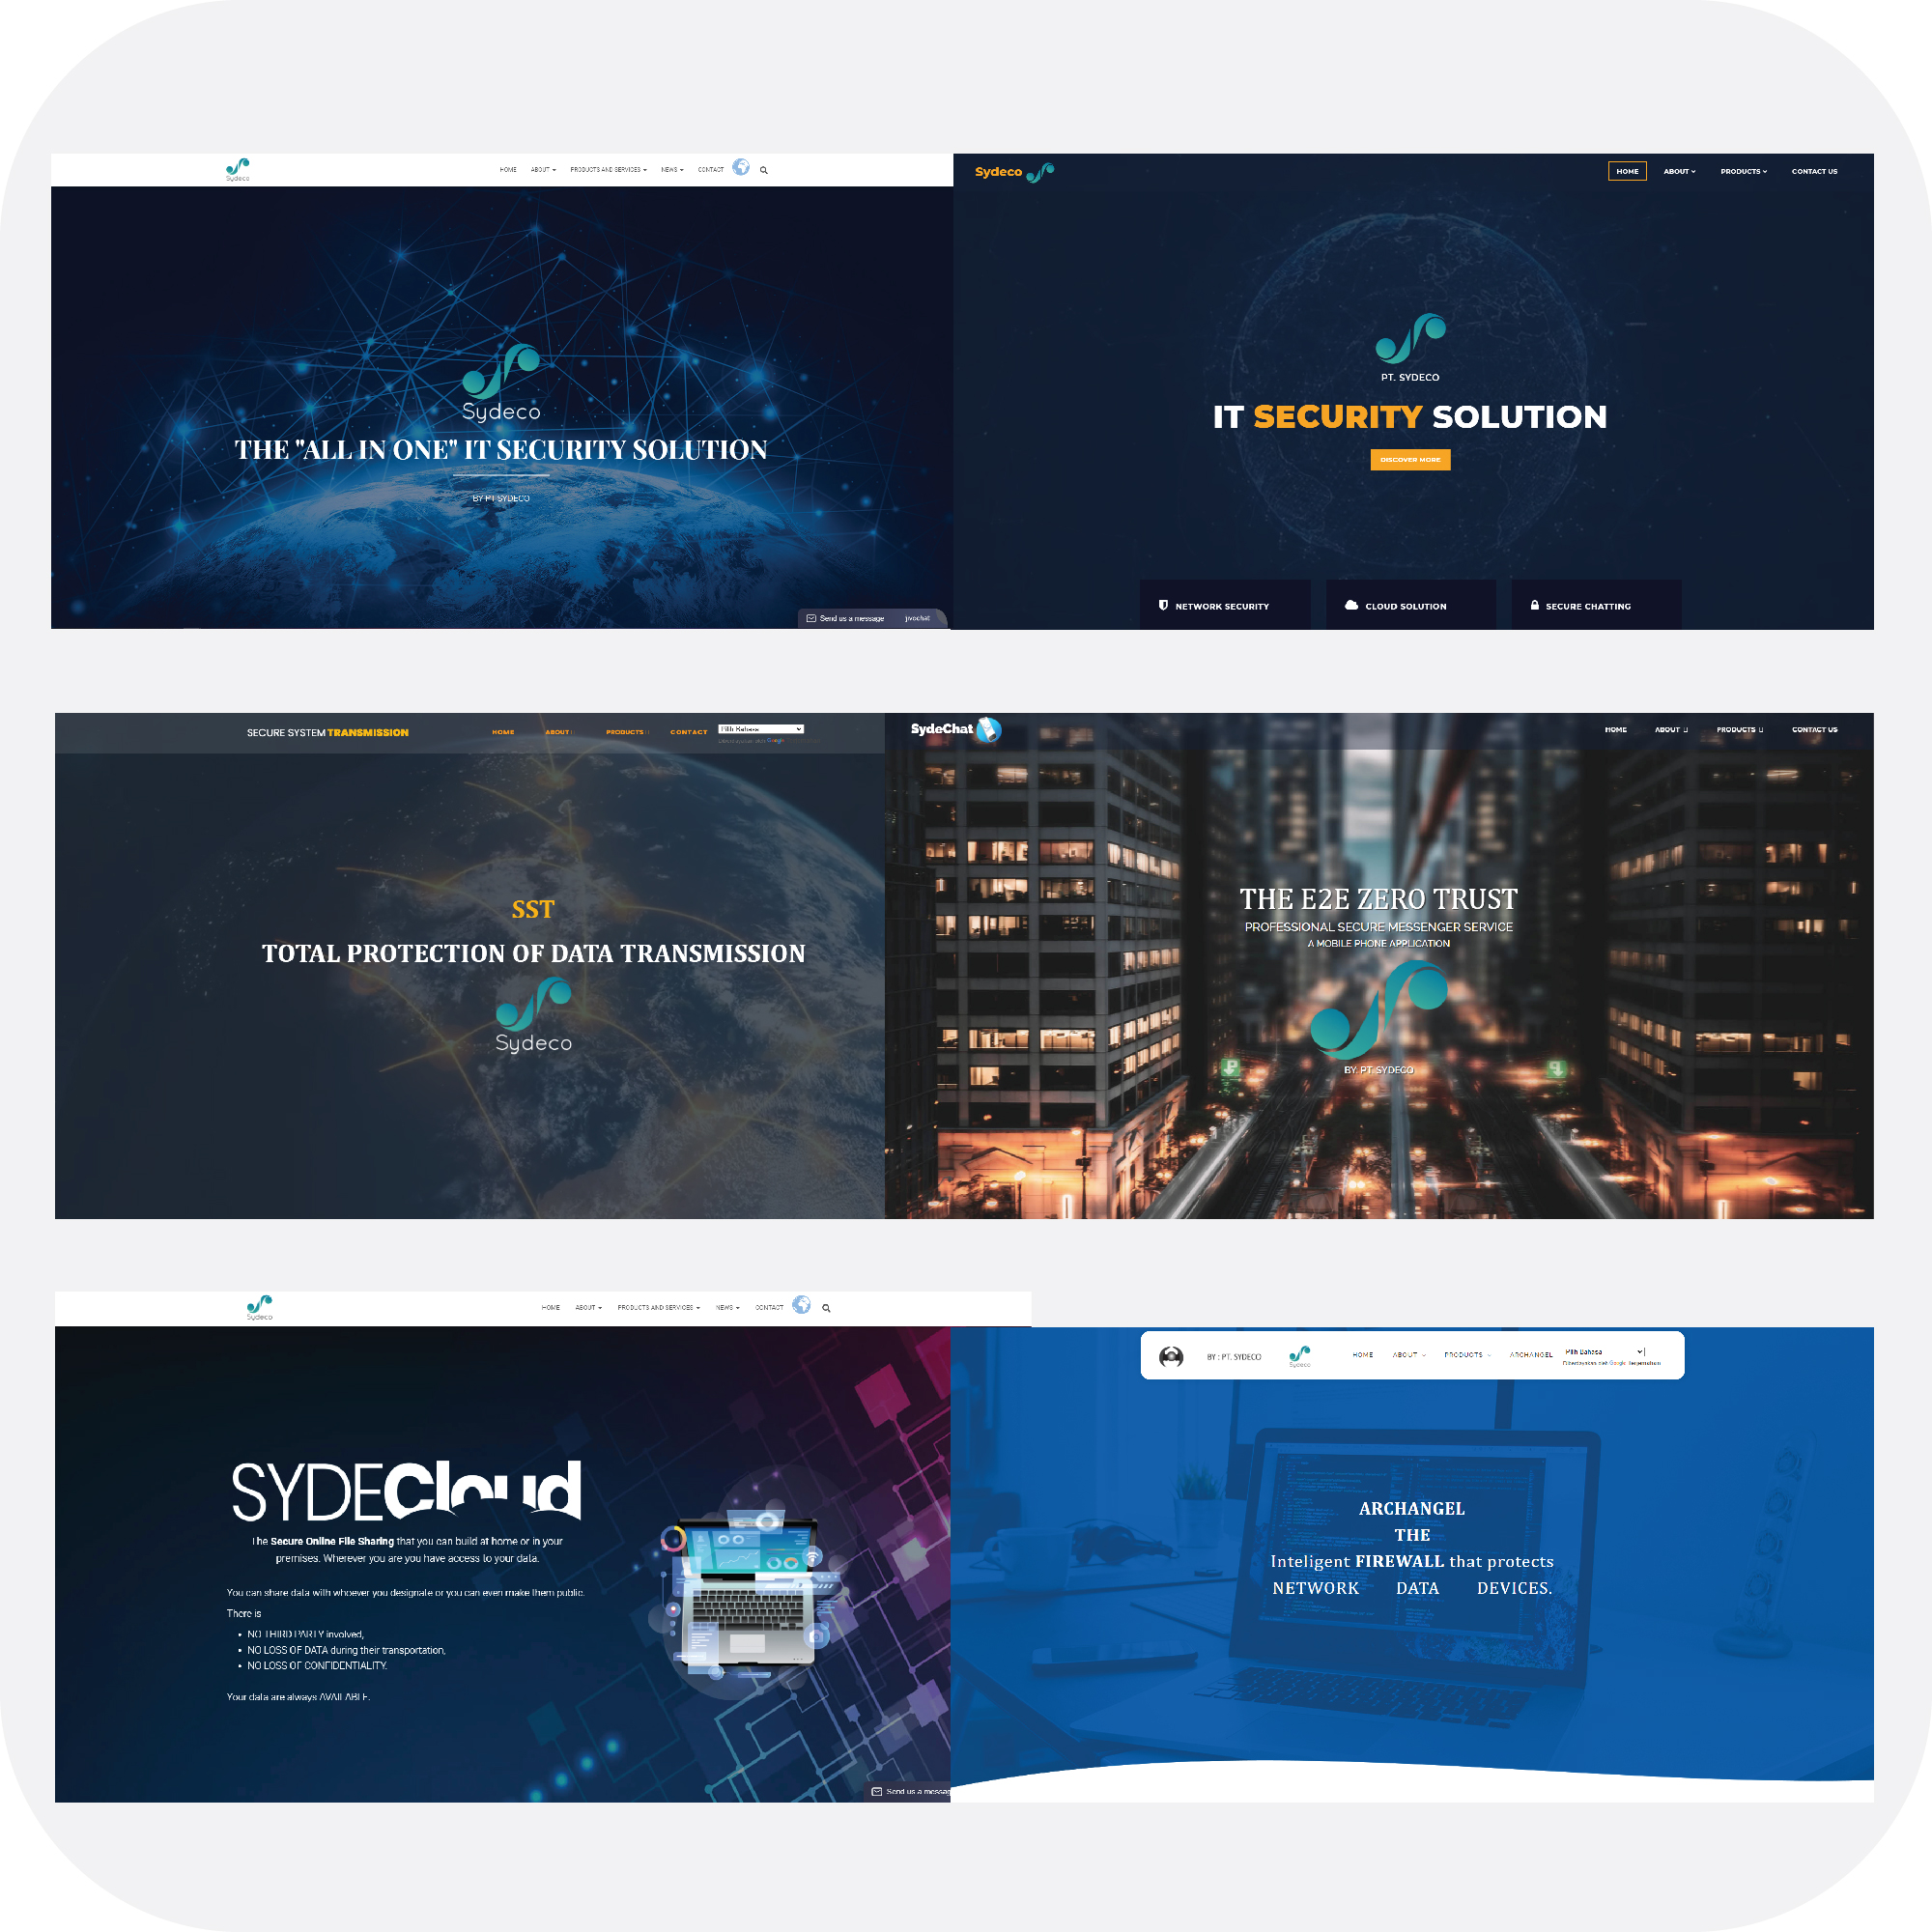 Sydeco
HOME ABOUT PRODUCTS AND SERVICES NEWS CONTACT
Sydeco
THE "ALL IN ONE" IT SECURITY SOLUTION
BY PT SYDECO
Send us a message jivochat
Sydeco
HOME ABOUT PRODUCTS CONTACT US
PT. SYDECO
IT SECURITY SOLUTION
DISCOVER MORE
NETWORK SECURITY
CLOUD SOLUTION
SECURE CHATTING
SECURE SYSTEM TRANSMISSION
HOME ABOUT PRODUCTS CONTACT
Pilih Bahasa
Google
SST
TOTAL PROTECTION OF DATA TRANSMISSION
Sydeco
SydeChat
HOME ABOUT PRODUCTS CONTACT US
THE E2E ZERO TRUST
PROFESSIONAL SECURE MESSENGER SERVICE
A MOBILE PHONE APPLICATION
BY. PT. SYDECO
Sydeco
HOME ABOUT PRODUCTS AND SERVICES NEWS CONTACT
SYDECloud
The Secure Online File Sharing that you can build at home or in your
premises. Wherever you are you have access to your data.
You can share data with whoever you designate or you can even make them public.
There is
• NO THIRD PARTY involved,
• NO LOSS OF DATA during their transportation,
• NO LOSS OF CONFIDENTIALITY.
Your data are always AVAILABLE.
Send us a messag
BY : PT. SYDECO
Sydeco
HOME ABOUT PRODUCTS ARCHANGEL
Pilih Bahasa
Diberdayakan oleh Google Terjemahan
ARCHANGEL
THE
Inteligent FIREWALL that protects
NETWORK DATA DEVICES.